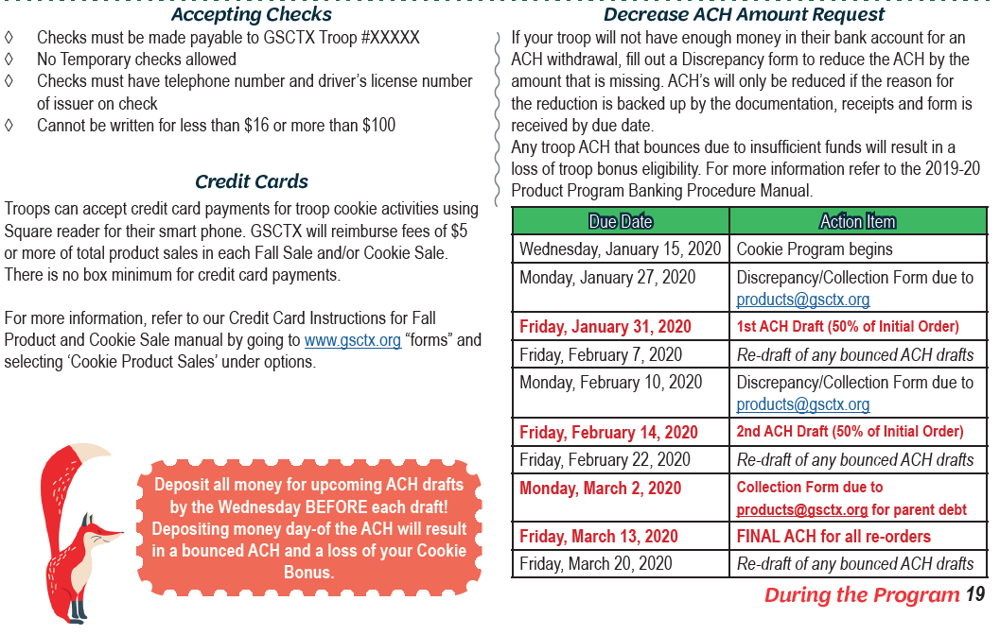 Accepting Checks
◊ Checks must be made payable to GSCTX Troop #XXXXX
◊ No Temporary checks allowed
◊ Checks must have telephone number and driver's license number
of issuer on check
◊ Cannot be written for less than $16 or more than $100
Credit Cards
Troops can accept credit card payments for troop cookie activities using
Square reader for their smart phone. GSCTX will reimburse fees of $5
or more of total product sales in each Fall Sale and/or Cookie Sale.
There is no box minimum for credit card payments.
For more information, refer to our Credit Card Instructions for Fall
Product and Cookie Sale manual by going to www.gsctx.org “forms” and
selecting ‘Cookie Product Sales’ under options.
Deposit all money for upcoming ACH drafts
by the Wednesday BEFORE each draft!
Depositing money day-of the ACH will result
in a bounced ACH and a loss of your Cookie
Bonus.
Decrease ACH Amount Request
If your troop will not have enough money in their bank account for an
ACH withdrawal, fill out a Discrepancy form to reduce the ACH by the
amount that is missing. ACH's will only be reduced if the reason for
the reduction is backed up by the documentation, receipts and form is
received by due date.
Any troop ACH that bounces due to insufficient funds will result in a
loss of troop bonus eligibility. For more information refer to the 2019-20
Product Program Banking Procedure Manual.
Due Date Action Item
Wednesday, January 15, 2020 Cookie Program begins
Monday, January 27, 2020 Discrepancy/Collection Form due to
products@gsctx.org
Friday, January 31, 2020 1st ACH Draft (50% of Initial Order)
Friday, February 7, 2020 Re-draft of any bounced ACH drafts
Monday, February 10, 2020 Discrepancy/Collection Form due to
products@gsctx.org
Friday, February 14, 2020 2nd ACH Draft (50% of Initial Order)
Friday, February 22, 2020 Re-draft of any bounced ACH drafts
Monday, March 2, 2020 Collection Form due to
products@gsctx.org for parent debt
Friday, March 13, 2020 FINAL ACH for all re-orders
Friday, March 20, 2020 Re-draft of any bounced ACH drafts
During the Program 19